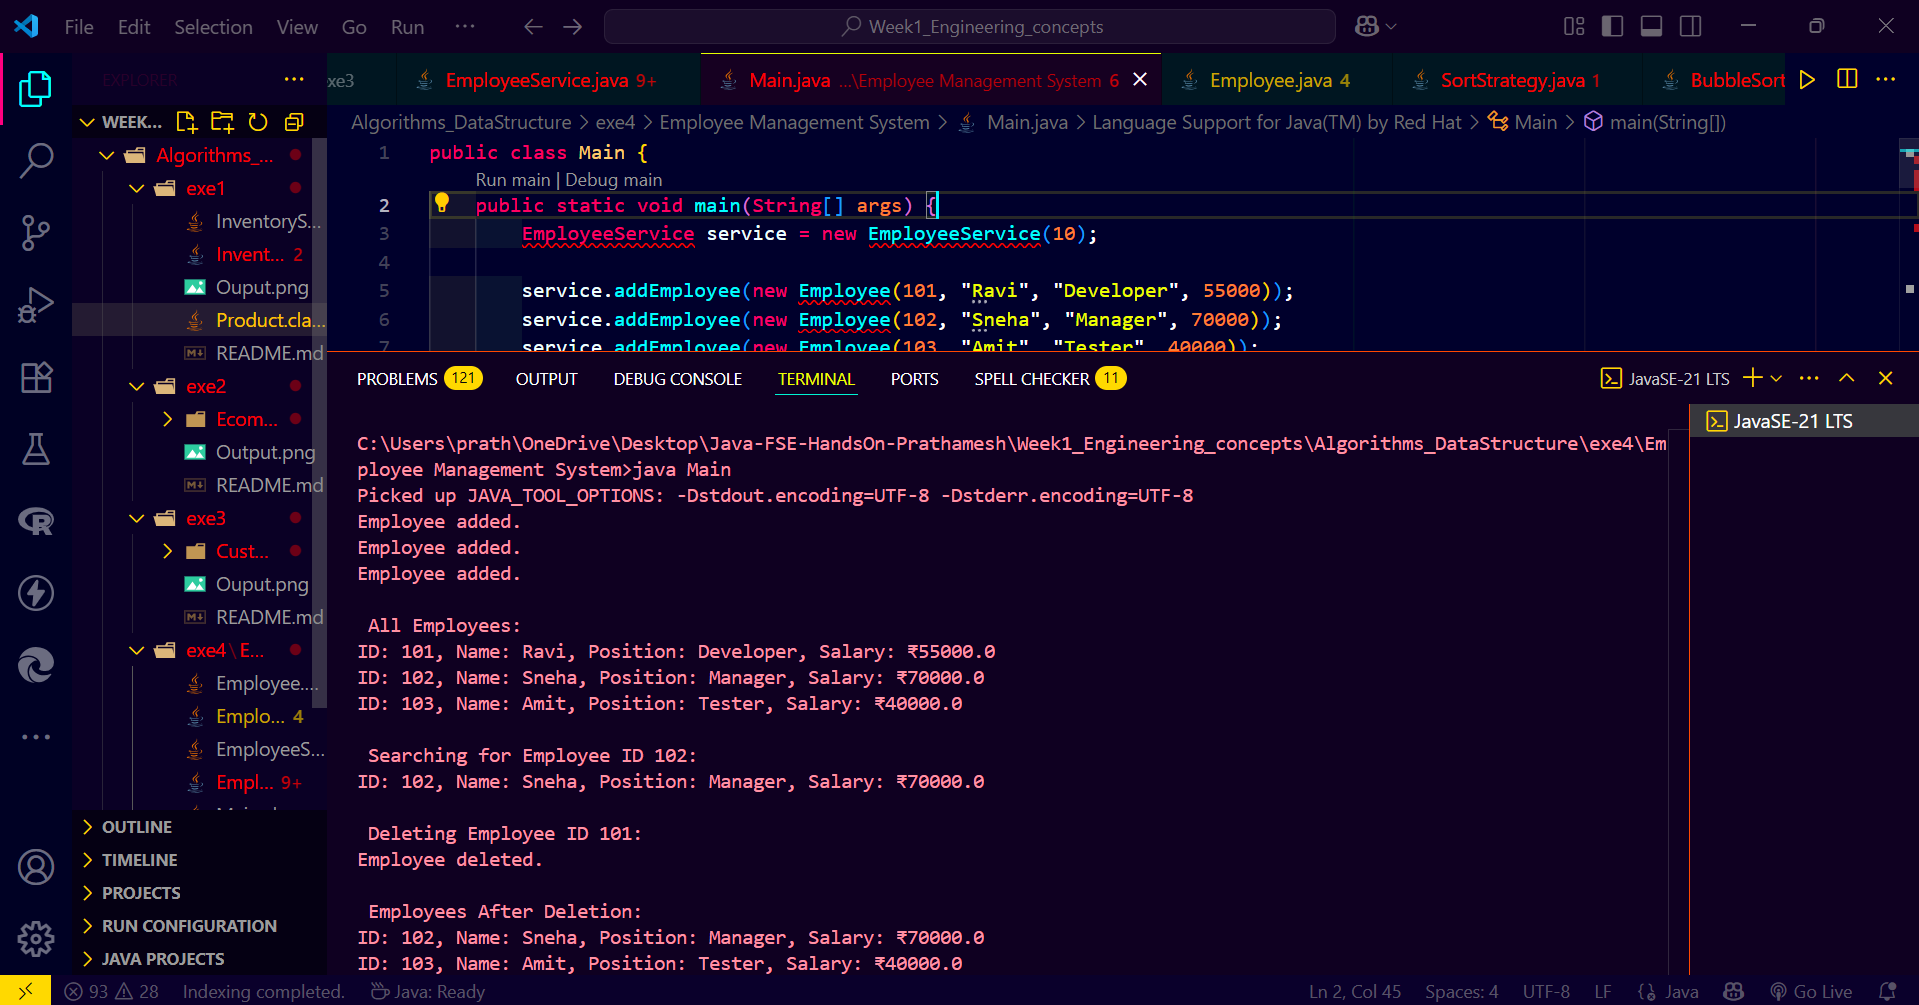 File Edit Selection View Go Run ··· Week1_Engineering_concepts
EXPLORER ···
xe3 EmployeeService.java 9+ Main.java ...\Employee Management System 6 Employee.java 4 SortStrategy.java 1 BubbleSort
WEEK...
Algorithms_DataStructure > exe4 > Employee Management System > Main.java > Language Support for Java(TM) by Red Hat > Main > main(String[])
Algorithms_...
exe1
InventoryS...
Invent... 2
Ouput.png
Product.cla...
README.md
exe2
Ecom...
Output.png
README.md
exe3
Cust...
Ouput.png
README.md
exe4\E...
Employee....
Emplo... 4
EmployeeS...
Empl... 9+
OUTLINE
TIMELINE
PROJECTS
RUN CONFIGURATION
JAVA PROJECTS
1 public class Main {
Run main | Debug main
2 public static void main(String[] args) {
3 EmployeeService service = new EmployeeService(10);
4
5 service.addEmployee(new Employee(101, "Ravi", "Developer", 55000));
6 service.addEmployee(new Employee(102, "Sneha", "Manager", 70000));
7 service.addEmployee(new Employee(103, "Amit", "Tester", 40000));
PROBLEMS 121 OUTPUT DEBUG CONSOLE TERMINAL PORTS SPELL CHECKER 11 JavaSE-21 LTS
JavaSE-21 LTS
C:\Users\prath\OneDrive\Desktop\Java-FSE-HandsOn-Prathamesh\Week1_Engineering_concepts\Algorithms_DataStructure\exe4\Em
ployee Management System>java Main
Picked up JAVA_TOOL_OPTIONS: -Dstdout.encoding=UTF-8 -Dstderr.encoding=UTF-8
Employee added.
Employee added.
Employee added.
All Employees:
ID: 101, Name: Ravi, Position: Developer, Salary: ₹55000.0
ID: 102, Name: Sneha, Position: Manager, Salary: ₹70000.0
ID: 103, Name: Amit, Position: Tester, Salary: ₹40000.0
Searching for Employee ID 102:
ID: 102, Name: Sneha, Position: Manager, Salary: ₹70000.0
Deleting Employee ID 101:
Employee deleted.
Employees After Deletion:
ID: 102, Name: Sneha, Position: Manager, Salary: ₹70000.0
ID: 103, Name: Amit, Position: Tester, Salary: ₹40000.0
93 28 Indexing completed. Java: Ready Ln 2, Col 45 Spaces: 4 UTF-8 LF {} Java Go Live